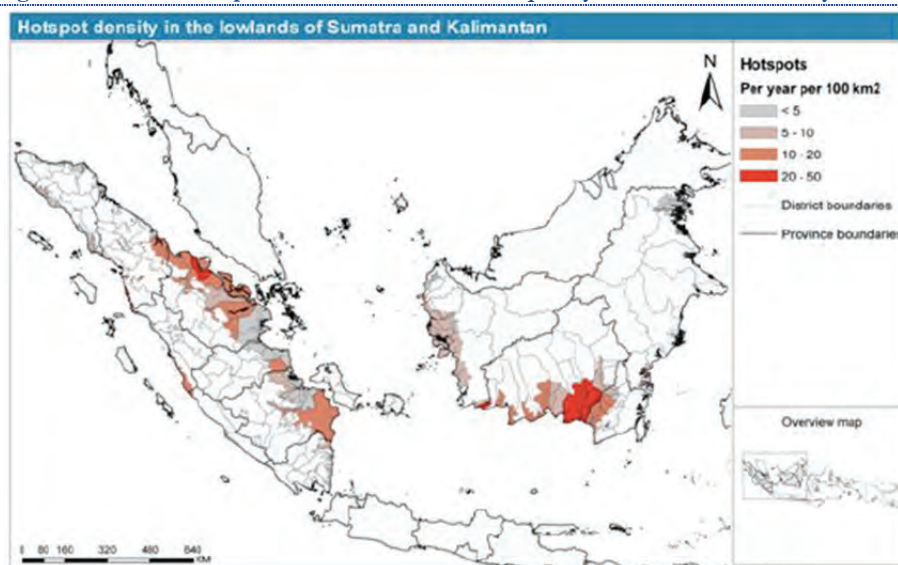 Hotspot density in the lowlands of Sumatra and Kalimantan
N
Hotspots
Per year per 100 km2
< 5
5 - 10
10 - 20
20 - 50
District boundaries
Province boundaries
Overview map
0 80 160 320 480 640
KM